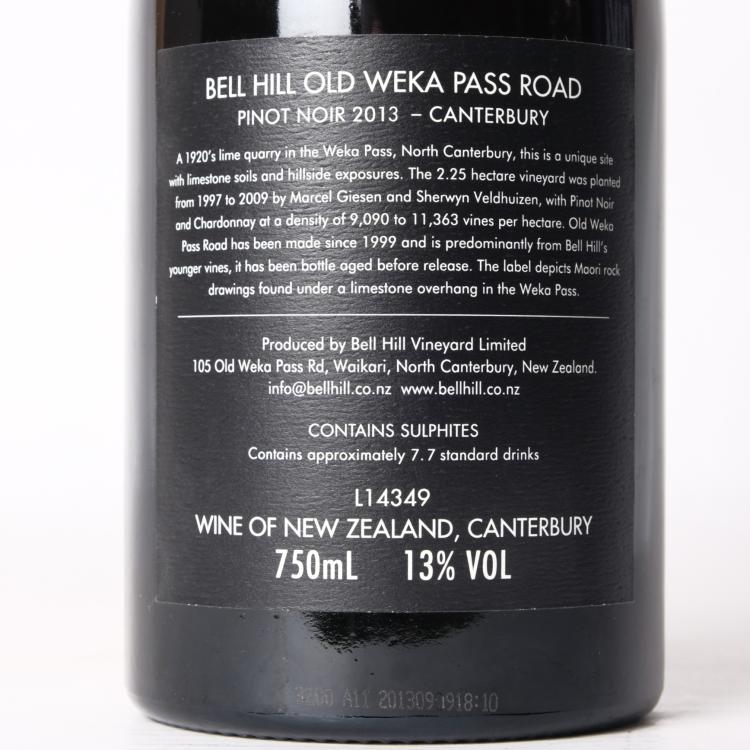 BELL HILL OLD WEKA PASS ROAD
PINOT NOIR 2013 – CANTERBURY
A 1920's lime quarry in the Weka Pass, North Canterbury, this is a unique site
with limestone soils and hillside exposures. The 2.25 hectare vineyard was planted
from 1997 to 2009 by Marcel Giesen and Sherwyn Veldhuizen, with Pinot Noir
and Chardonnay at a density of 9,090 to 11,363 vines per hectare. Old Weka
Pass Road has been made since 1999 and is predominantly from Bell Hill's
younger vines, it has been bottle aged before release. The label depicts Maori rock
drawings found under a limestone overhang in the Weka Pass.
Produced by Bell Hill Vineyard Limited
105 Old Weka Pass Rd, Waikari, North Canterbury, New Zealand.
info@bellhill.co.nz www.bellhill.co.nz
CONTAINS SULPHITES
Contains approximately 7.7 standard drinks
L14349
WINE OF NEW ZEALAND, CANTERBURY
750mL 13% VOL
A11